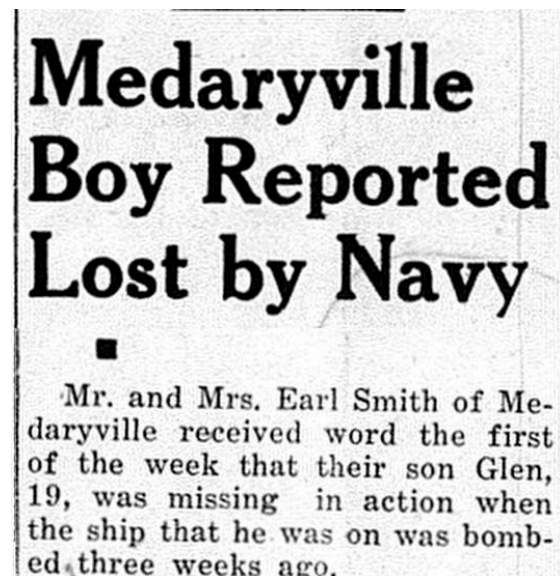 Medaryville
Boy Reported
Lost by Navy
Mr. and Mrs. Earl Smith of Me-
daryville received word the first
of the week that their son Glen,
19, was missing in action when
the ship that he was on was bomb-
ed three weeks ago.